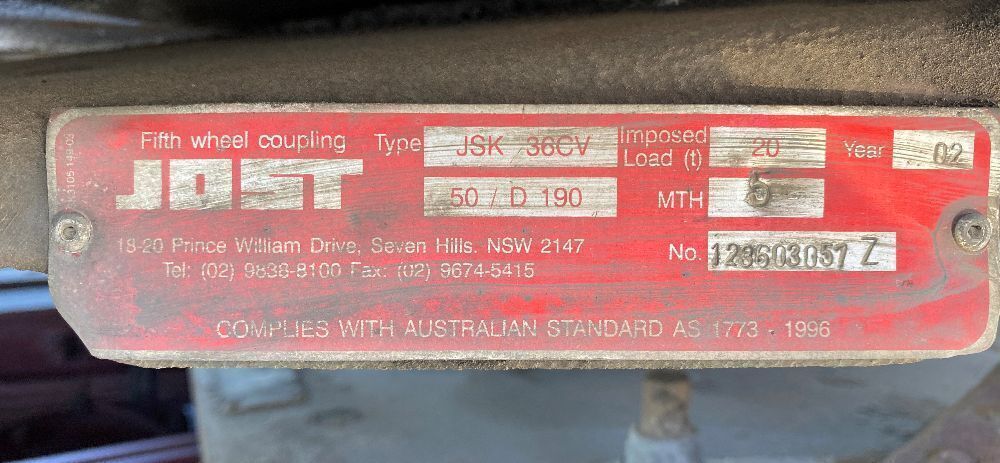 Fifth wheel coupling Type JSK 36CV Imposed Load (t) 20 Year 02
JOST 50 / D 190 MTH 5
18-20 Prince William Drive, Seven Hills. NSW 2147 No. 123603057 Z
Tel: (02) 9838-8100 Fax: (02) 9674-5415
COMPLIES WITH AUSTRALIAN STANDARD AS 1773 - 1996